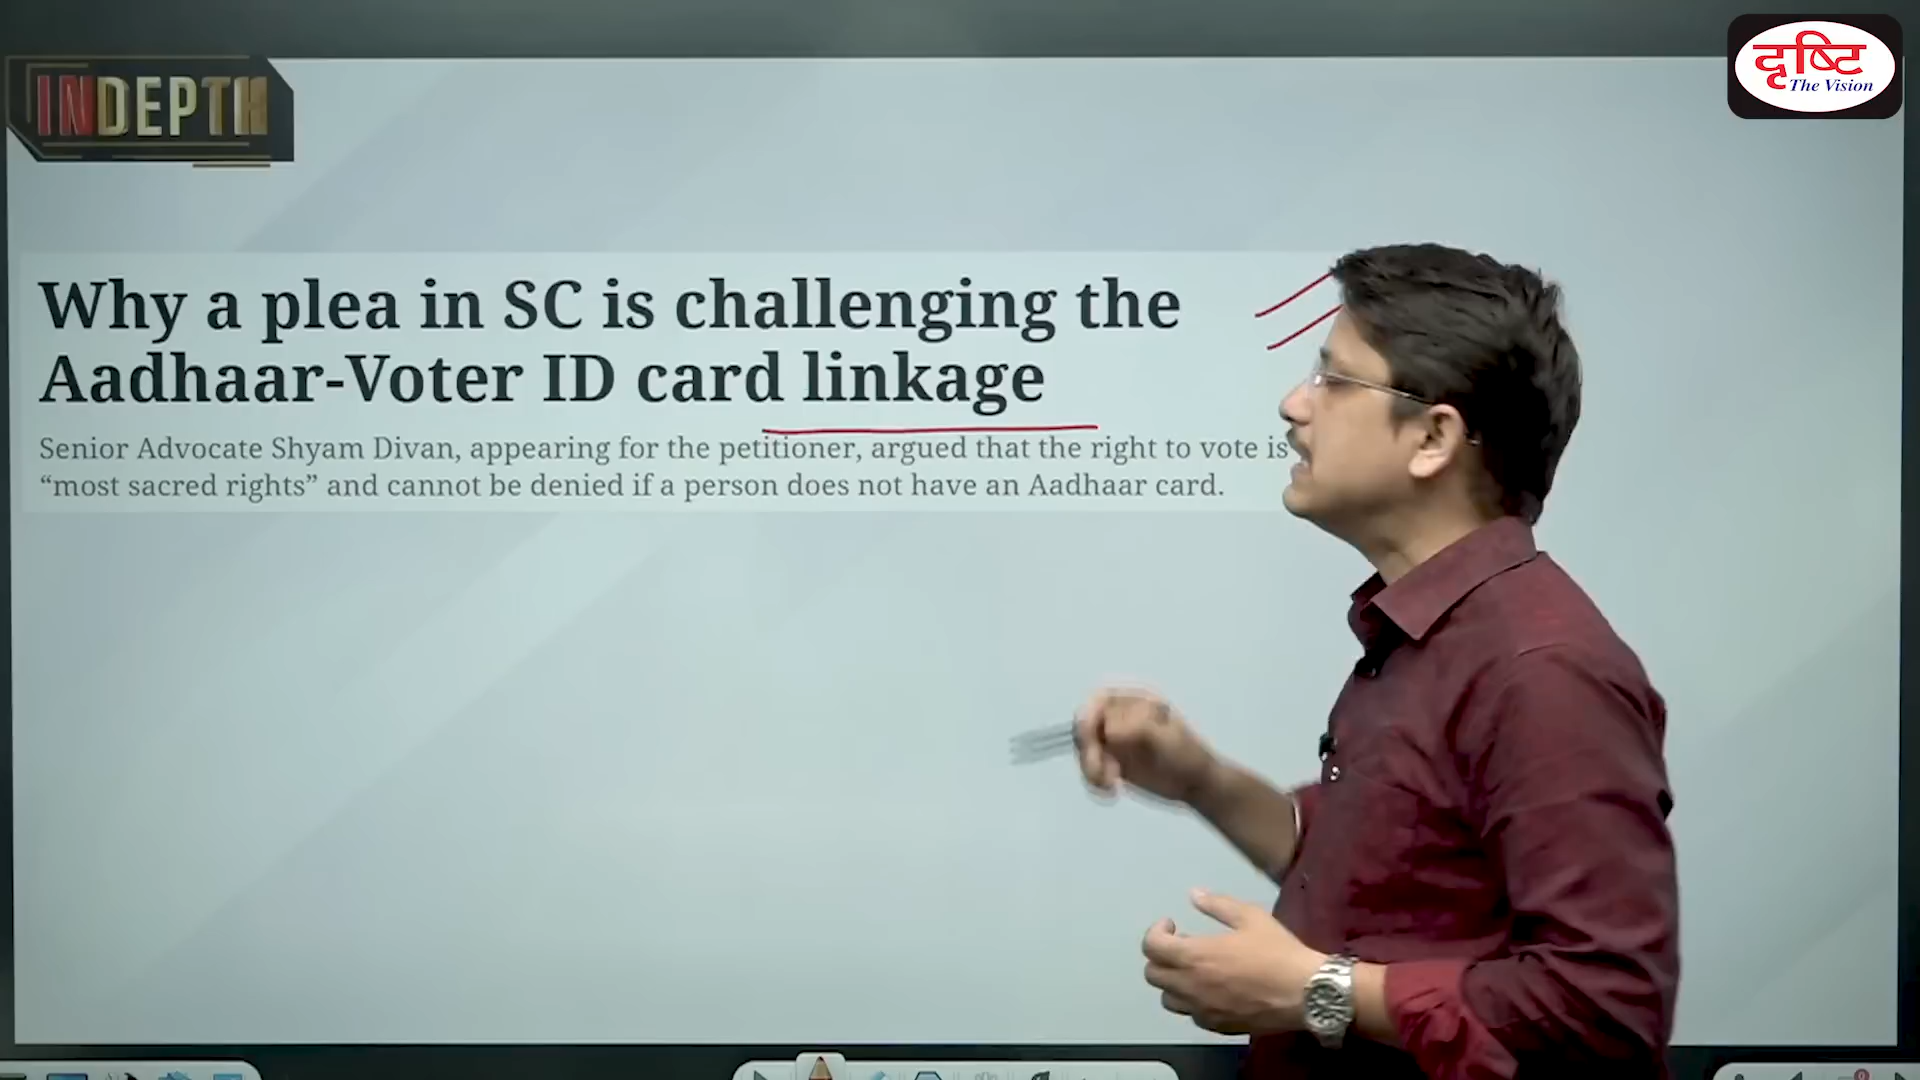 INDEPTH
दृष्टि
The Vision
Why a plea in SC is challenging the
Aadhaar-Voter ID card linkage
Senior Advocate Shyam Divan, appearing for the petitioner, argued that the right to vote is
“most sacred rights” and cannot be denied if a person does not have an Aadhaar card.